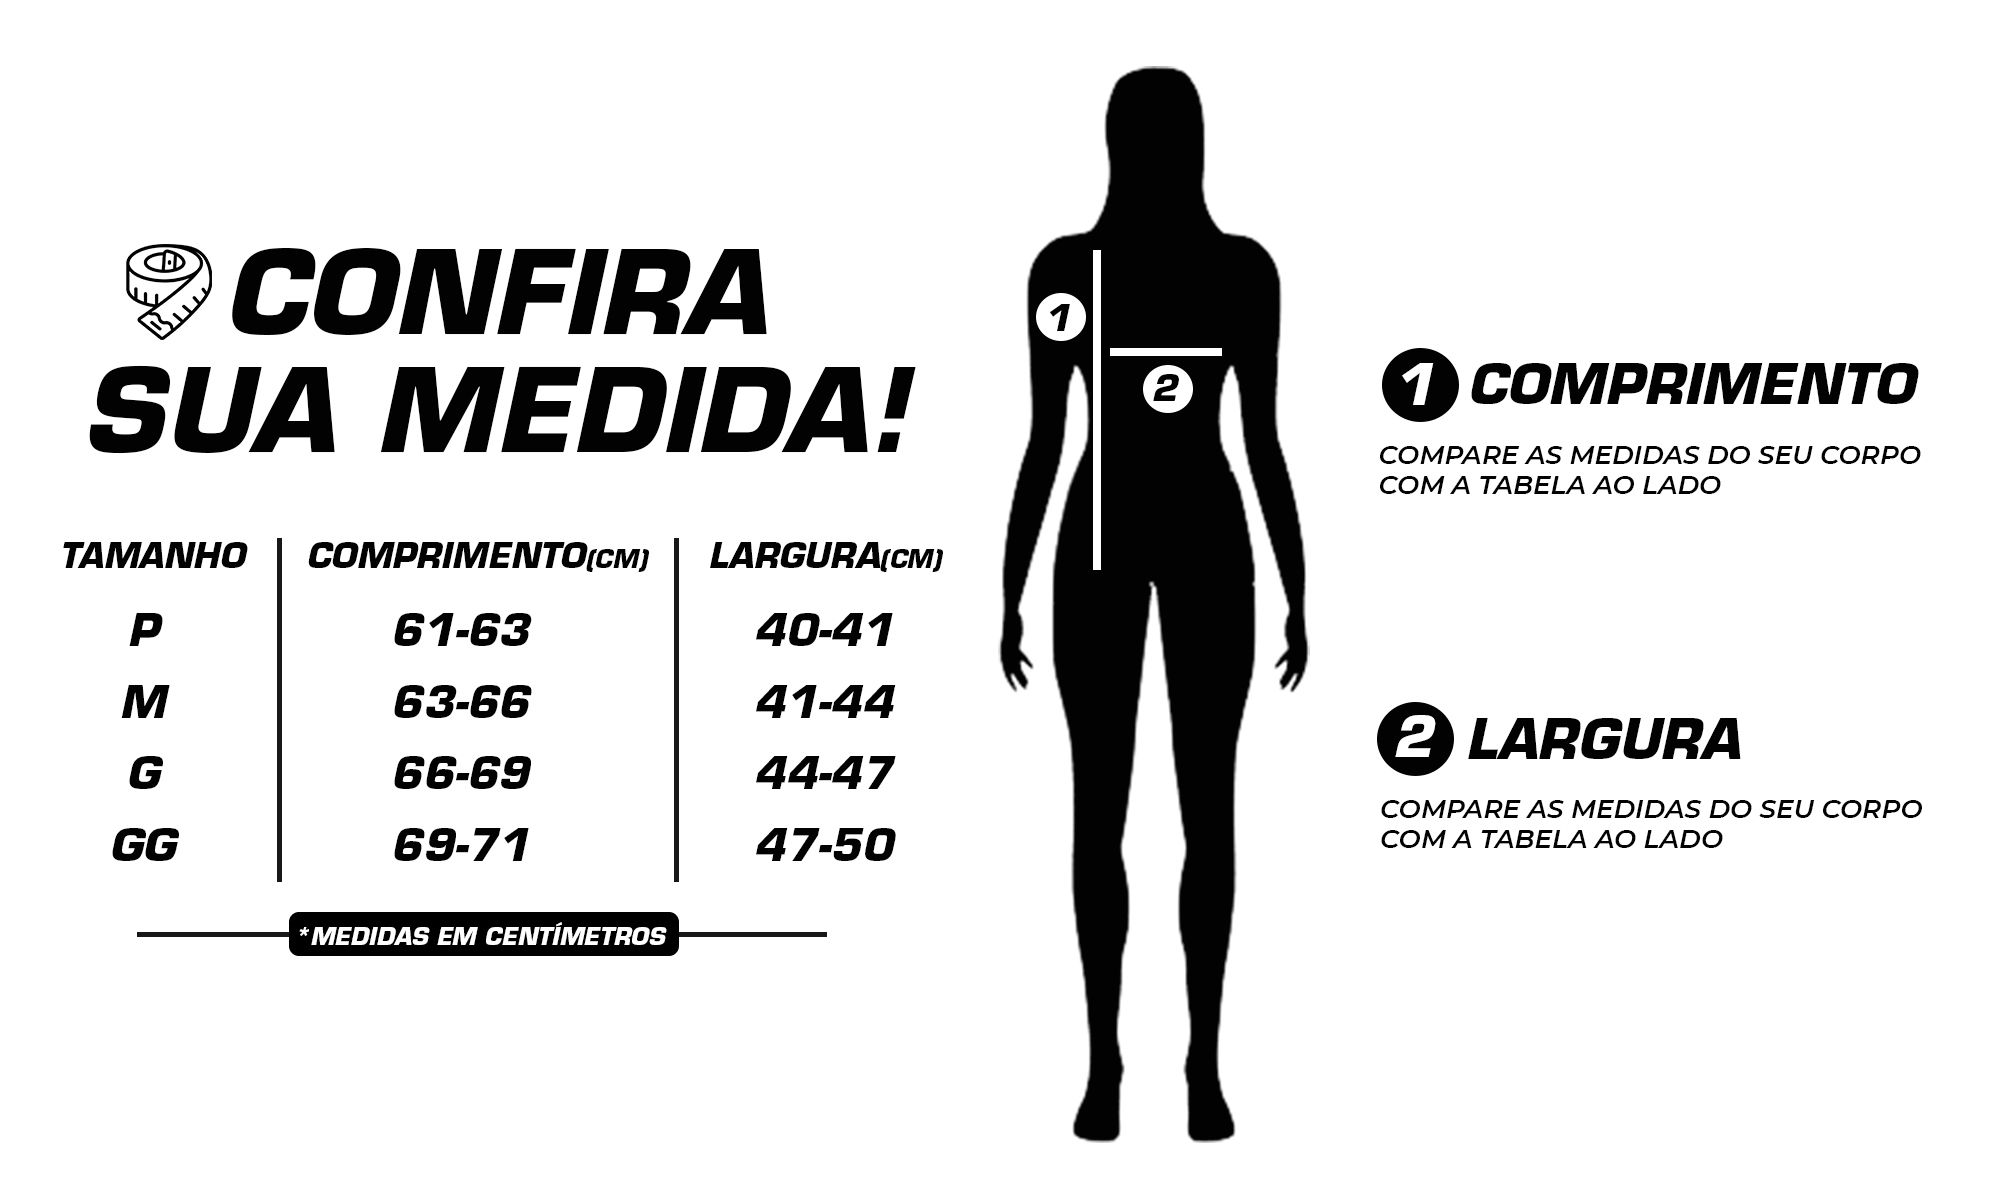 CONFIRA
SUA MEDIDA!
TAMANHO COMPRIMENTO(CM) LARGURA(CM)
P 61-63 40-41
M 63-66 41-44
G 66-69 44-47
GG 69-71 47-50
*MEDIDAS EM CENTÍMETROS
1
2
1 COMPRIMENTO
COMPARE AS MEDIDAS DO SEU CORPO
COM A TABELA AO LADO
2 LARGURA
COMPARE AS MEDIDAS DO SEU CORPO
COM A TABELA AO LADO